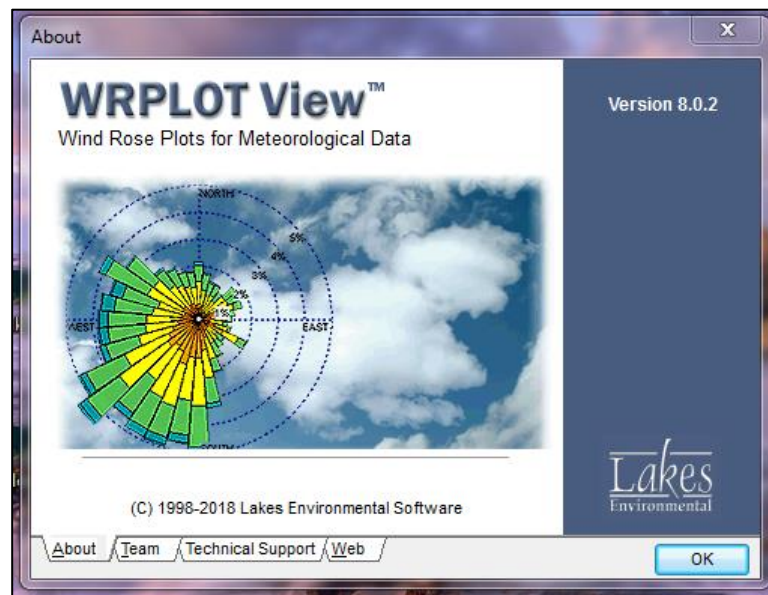 About
x
WRPLOT View™
Wind Rose Plots for Meteorological Data
Version 8.0.2
NORTH
5%
4%
3%
2%
1%
WEST
EAST
SOUTH
Lakes
Environmental
(C) 1998-2018 Lakes Environmental Software
About
Team
Technical Support
Web
OK